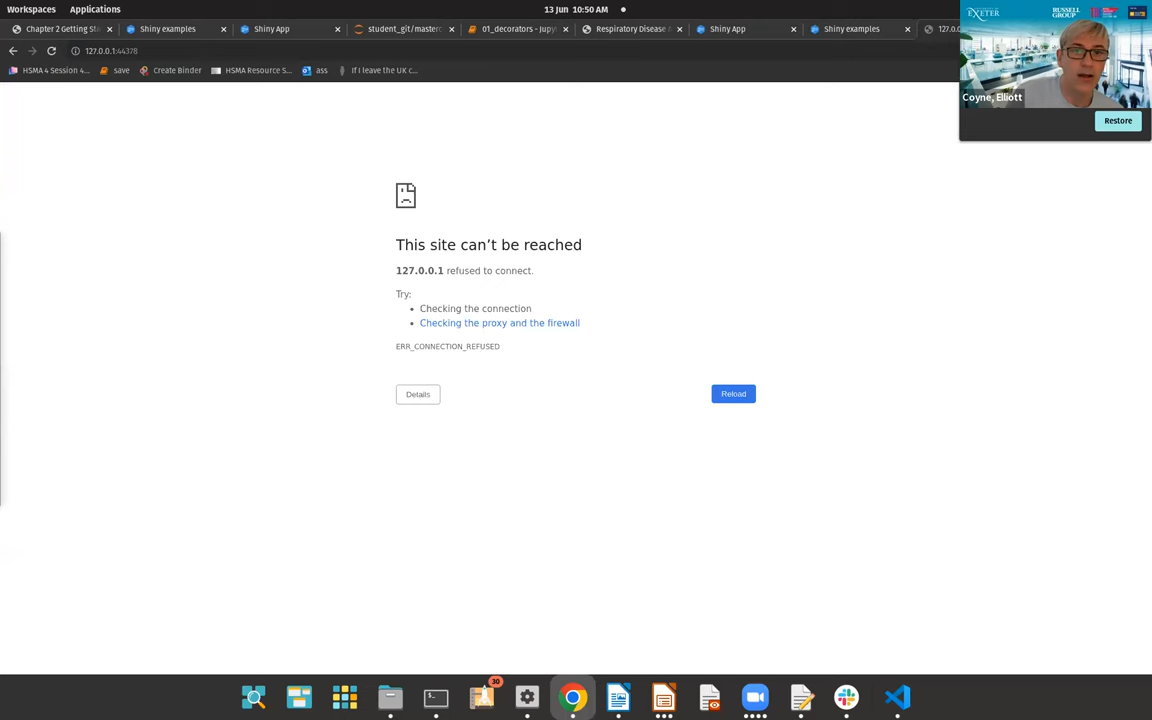 Workspaces Applications 13 Jun 10:50 AM
Chapter 2 Getting St Shiny examples Shiny App student_git/master 01_decorators - Jupy Respiratory Disease Shiny App Shiny examples 127.0.
127.0.0.1:44378
HSMA 4 Session 4... save Create Binder HSMA Resource S... ass If I leave the UK c...
EXETER RUSSELL GROUP
Coyne, Elliott
Restore
This site can't be reached
127.0.0.1 refused to connect.
Try:
• Checking the connection
• Checking the proxy and the firewall
ERR_CONNECTION_REFUSED
Details Reload
30